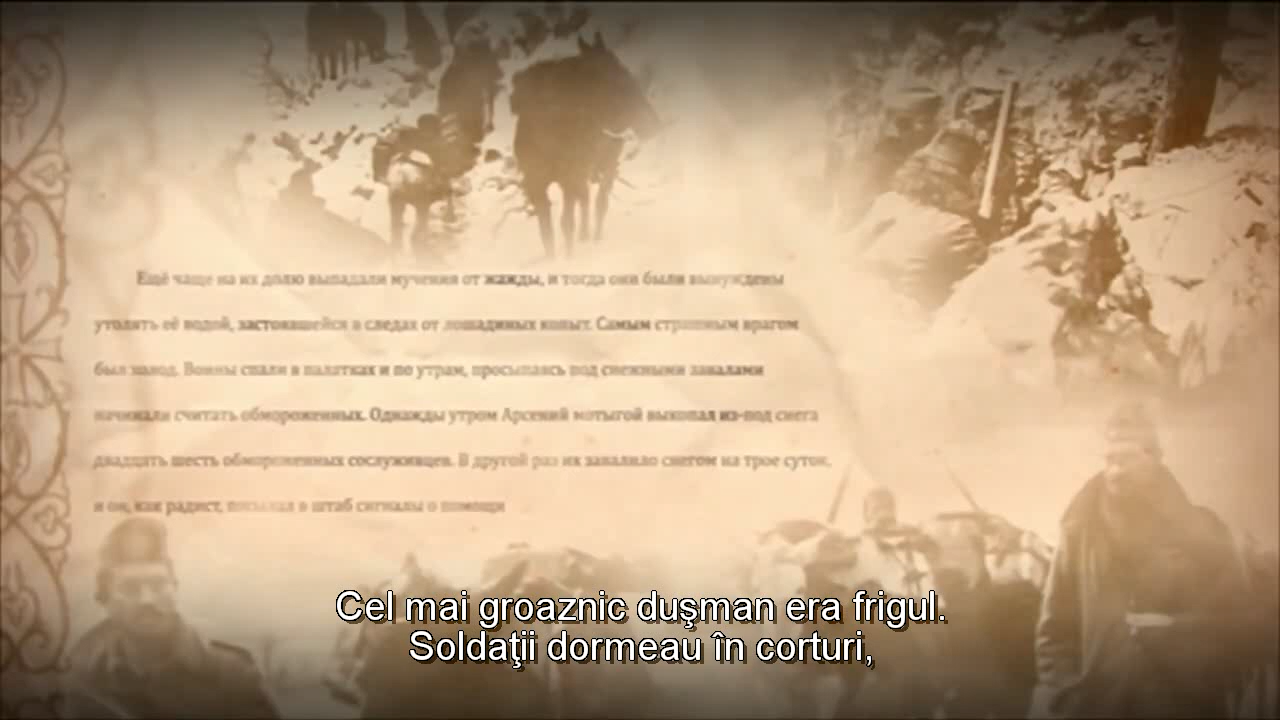 Ещё чаще на их долю выпадали мучения от жажды, и тогда они были вынуждены
утолять её водой, застоявшейся в следах от лошадиных копыт. Самым страшным врагом
был холод. Воины спали в палатках и по утрам, просыпаясь под снежными завалами
начинали считать обмороженных. Однажды утром Арсений мотыгой выкопал из-под снега
двадцать шесть обмороженных сослуживцев. В другой раз их завалило снегом на трое суток,
и он, как радист, посылал в штаб сигналы о помощи
Cel mai groaznic duşman era frigul.
Soldaţii dormeau în corturi,